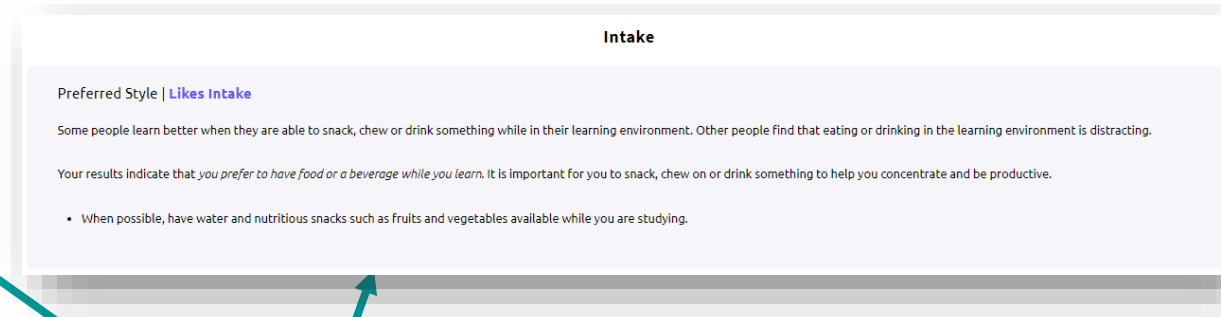 Intake
Preferred Style | Likes Intake
Some people learn better when they are able to snack, chew or drink something while in their learning environment. Other people find that eating or drinking in the learning environment is distracting.
Your results indicate that you prefer to have food or a beverage while you learn. It is important for you to snack, chew on or drink something to help you concentrate and be productive.
• When possible, have water and nutritious snacks such as fruits and vegetables available while you are studying.